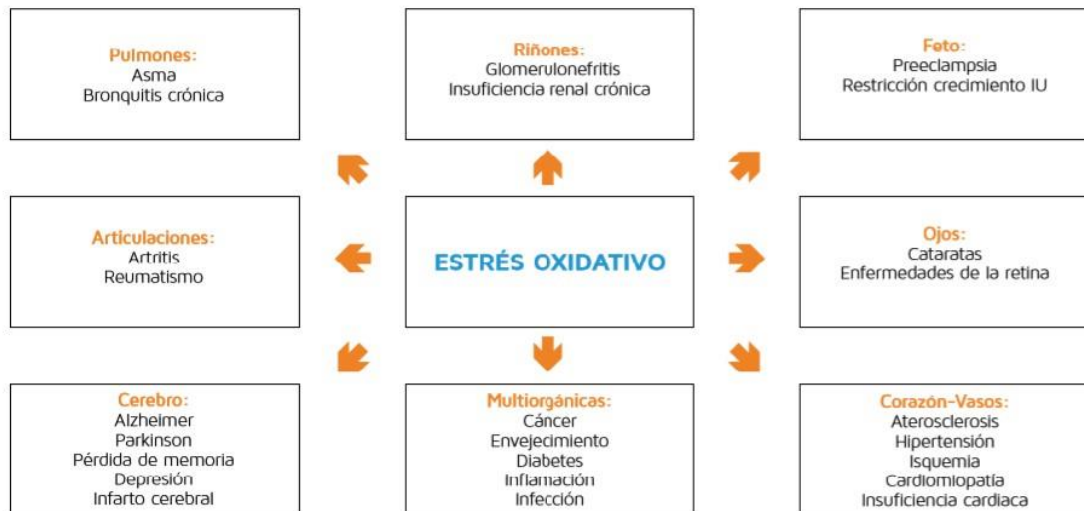 Pulmones:
Asma
Bronquitis crónica
Riñones:
Glomerulonefritis
Insuficiencia renal crónica
Feto:
Preeclampsia
Restricción crecimiento IU
Articulaciones:
Artritis
Reumatismo
ESTRÉS OXIDATIVO
Ojos:
Cataratas
Enfermedades de la retina
Cerebro:
Alzheimer
Parkinson
Pérdida de memoria
Depresión
Infarto cerebral
Multiorgánicas:
Cáncer
Envejecimiento
Diabetes
Inflamación
Infección
Corazón-Vasos:
Aterosclerosis
Hipertensión
Isquemia
Cardiomiopatía
Insuficiencia cardiaca